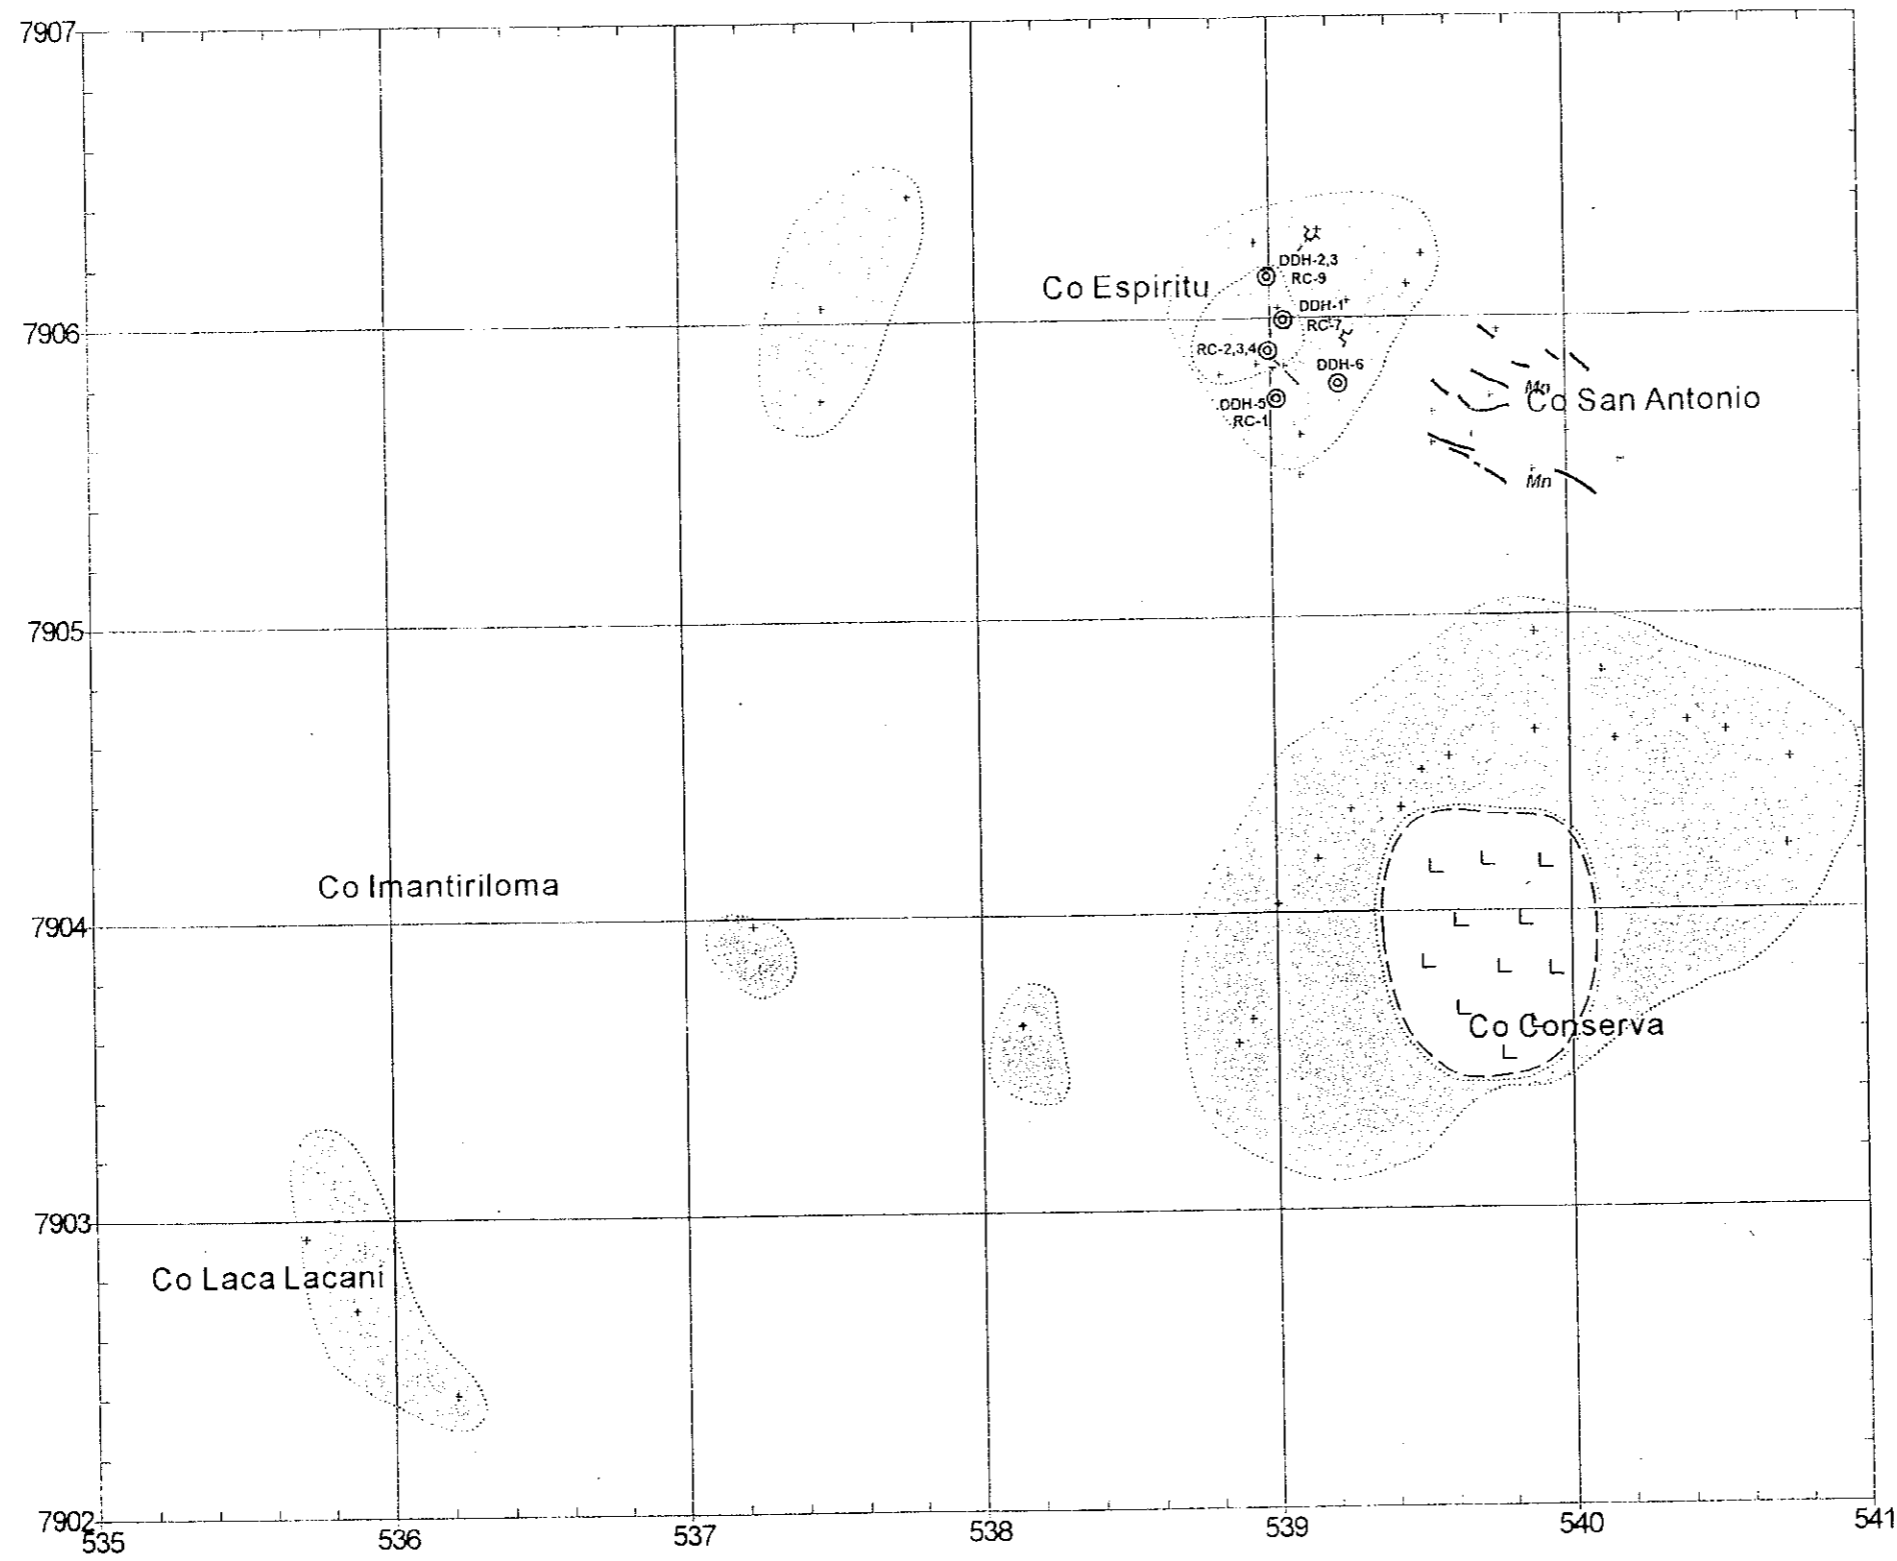 7907
DDH-2,3
RC-9
Co Espiritu
DDH-1
RC-7
7906
RC-2,3,4
DDH-6
DDH-5
RC-1
Mn
Co San Antonio
Mn
7905
Co Imantiriloma
7904
Co Conserva
7903
Co Laca Lacani
7902
535
536
537
538
539
540
541